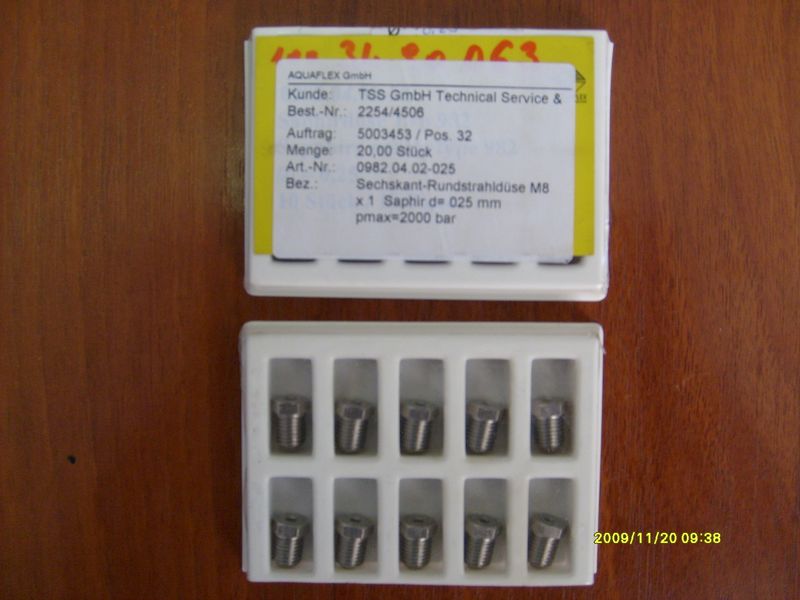 AQUAFLEX GmbH
Kunde: TSS GmbH Technical Service &
Best.-Nr.: 2254/4506
Auftrag: 5003453 / Pos. 32
Menge: 20,00 Stück
Art.-Nr.: 0982.04.02-025
Bez.: Sechskant-Rundstrahldüse M8
x 1 Saphir d= 025 mm
pmax=2000 bar
2009/11/20 09:38